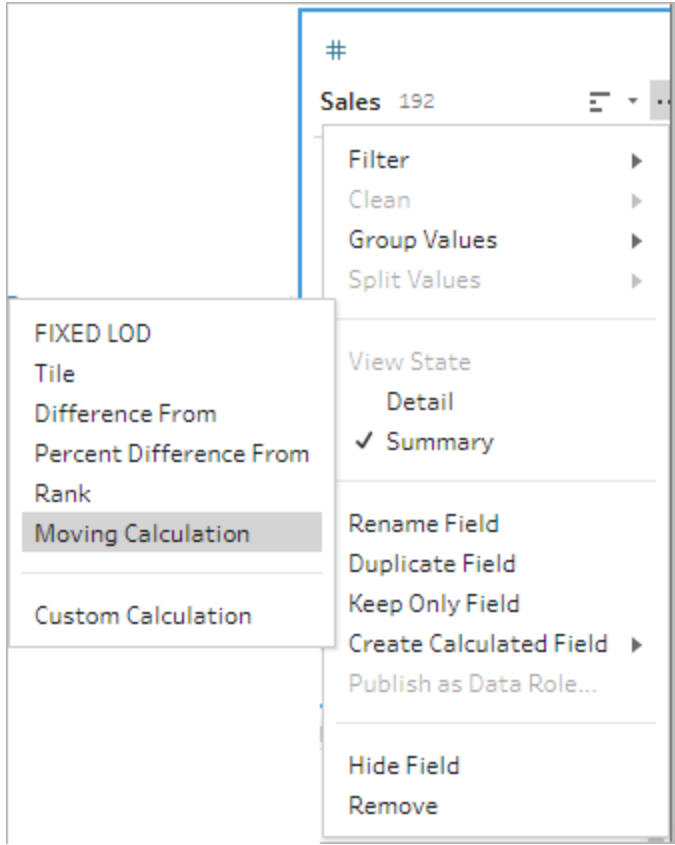 #
Sales 192
Filter
Clean
Group Values
Split Values
View State
Detail
✓ Summary
Rename Field
Duplicate Field
Keep Only Field
Create Calculated Field
Publish as Data Role...
Hide Field
Remove
FIXED LOD
Tile
Difference From
Percent Difference From
Rank
Moving Calculation
Custom Calculation